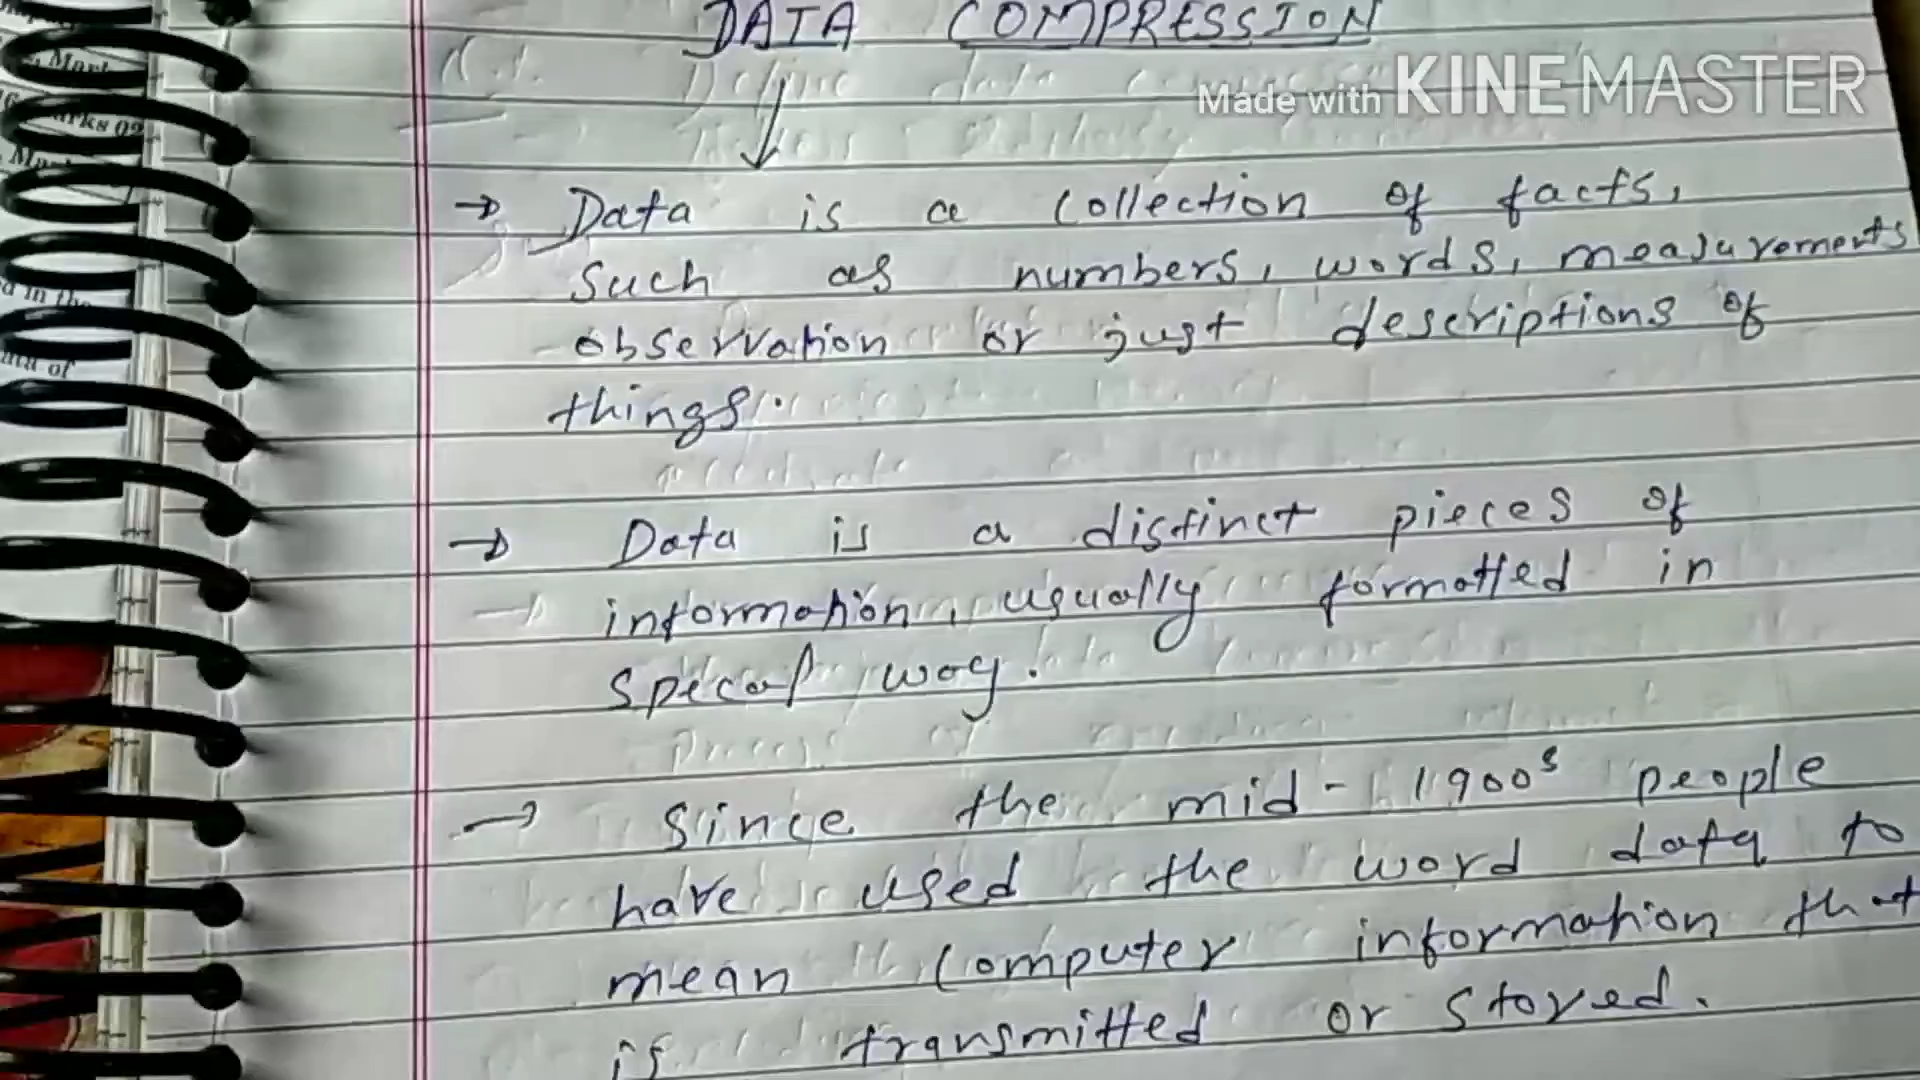 DATA COMPRESSION
Made with KINEMASTER
→ Data is a collection of facts,
Such as numbers, words, measurements
observation or just descriptions of
things.
→ Data is a distinct pieces of
information, usually formatted in
specal way.
→ Since the mid-1900s people
have used the word data to
mean computer information that
is transmitted or stored.